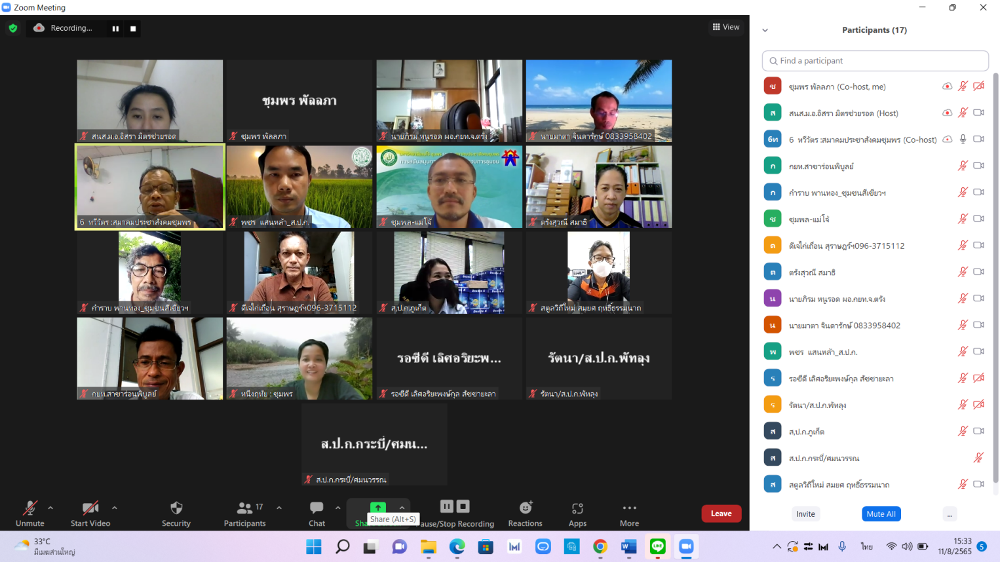 Zoom Meeting
Recording...
View
สนส.ม.อ.อิสรา มิตรช่วยรอด
ชุมพร พัลลภา
ชุมพร พัลลภา
นายภิรม หนูรอด ผอ.กยท.จ.ตรัง
นายมาตา จินดารักษ์ 0833958402
6 ทวีวัตร :สมาคมประชาสังคมชุมพร
พชร แสนหล้า_ส.ป.ก.
ชุมพล-แม่โจ้
ตรังสุวณี สมาธิ
กำราบ พานทอง_ชุมชนสีเขียวฯ
ดีเจไก่เถื่อน สุราษฎร์ฯ096-3715112
ส,ป.ก.ภูเก็ต
สตูลวิถีใหม่ สมยศ ฤทธิ์ธรรมนาถ
กยท.สาขาร่อนพิบูลย์
หนึ่งฤทัย : ชุมพร
รอซีดี เลิศอริยะพ...
รอซีดี เลิศอริยะพงษ์กุล สัชชายะลา
รัตนา/ส.ป.ก.พัทลุง
รัตนา/ส.ป.ก.พัทลุง
ส.ป.ก.กระบี่/ศมน...
ส.ป.ก.กระบี่/ศมนวรรณ
Participants (17)
Find a participant
ช ชุมพร พัลลภา (Co-host, me)
ส สนส.ม.อ.อิสรา มิตรช่วยรอด (Host)
6ท 6 ทวีวัตร :สมาคมประชาสังคมชุมพร (Co-host)
ก กยท.สาขาร่อนพิบูลย์
ก กำราบ พานทอง_ชุมชนสีเขียวฯ
ช ชุมพล-แม่โจ้
ด ดีเจไก่เถื่อน สุราษฎร์ฯ096-3715112
ต ตรังสุวณี สมาธิ
น นายภิรม หนูรอด ผอ.กยท.จ.ตรัง
น นายมาตา จินดารักษ์ 0833958402
พ พชร แสนหล้า_ส.ป.ก.
ร รอซีดี เลิศอริยะพงษ์กุล สัชชายะลา
ร รัตนา/ส.ป.ก.พัทลุง
ส ส,ป.ก.ภูเก็ต
ส ส.ป.ก.กระบี่/ศมนวรรณ
ส สตูลวิถีใหม่ สมยศ ฤทธิ์ธรรมนาถ
Invite
Mute All
...
Unmute
Start Video
Security
17
Participants
Chat
Share (Alt+S)
Pause/Stop Recording
Reactions
Apps
More
Leave
33°C
มีเมฆส่วนใหญ่
ไทย
15:33
11/8/2565
5